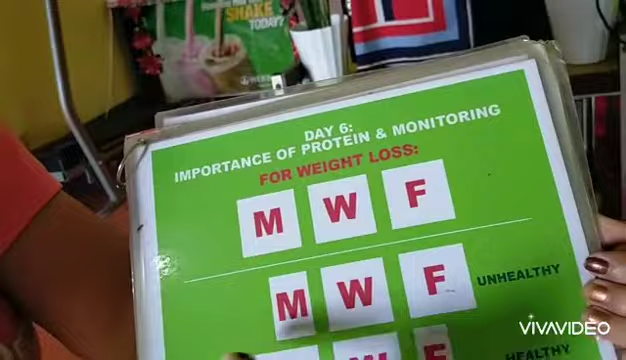 SHAKE
TODAY?
DAY 6:
IMPORTANCE OF PROTEIN & MONITORING
FOR WEIGHT LOSS:
M W F
M W F UNHEALTHY
W F HEALTHY
VIVAVIDEO